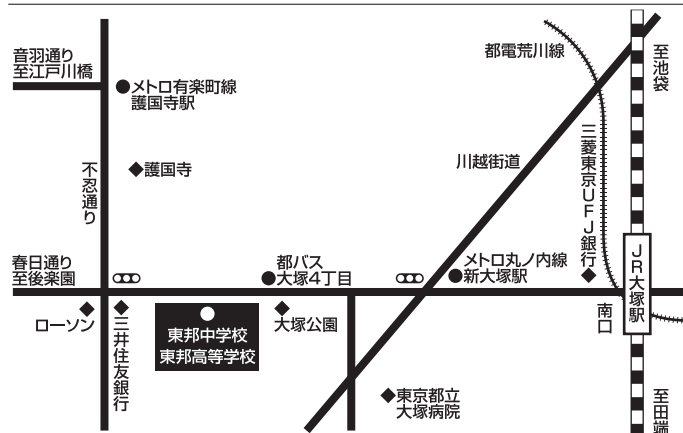 音羽通り
至江戸川橋
メトロ有楽町線
護国寺駅
不忍通り
護国寺
都電荒川線
至池袋
川越街道
三菱東京UFJ銀行
春日通り
至後楽園
都バス
大塚4丁目
メトロ丸ノ内線
新大塚駅
JR大塚駅
南口
ローソン
三井住友銀行
東邦中学校
東邦高等学校
大塚公園
東京都立
大塚病院
至田端